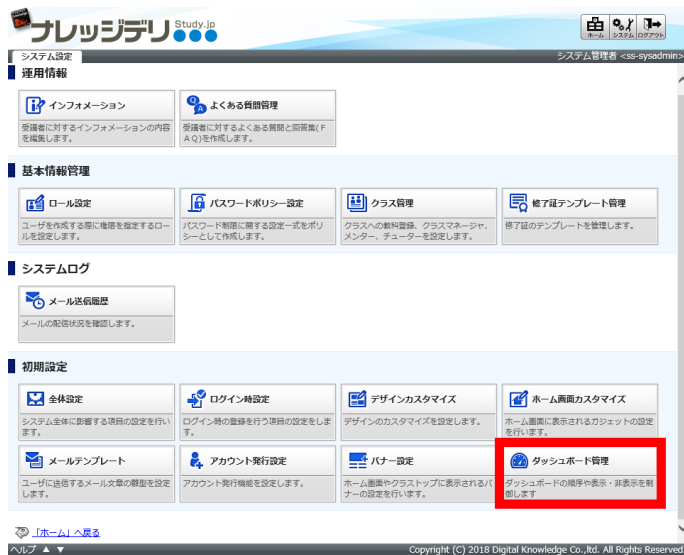 ナレッジデリ Study.jp
ホーム システム ログアウト
システム設定
システム管理者 <ss-sysadmin>
運用情報
インフォメーション
受講者に対するインフォメーションの内容
を編集します。
よくある質問管理
受講者に対するよくある質問と回答集(F
AQ)を作成します。
基本情報管理
ロール設定
ユーザを作成する際に権限を指定するロー
ルを設定します。
パスワードポリシー設定
パスワード制限に関する設定一式をポリ
シーとして作成します。
クラス管理
クラスへの教科登録、クラスマネージャ、
メンター、チューターを設定します。
修了証テンプレート管理
修了証のテンプレートを管理します。
システムログ
メール送信履歴
メールの配信状況を確認します。
初期設定
全体設定
システム全体に影響する項目の設定を行い
ます。
ログイン時設定
ログイン時の登録を行う項目の設定をしま
す。
デザインカスタマイズ
デザインのカスタマイズを設定します。
ホーム画面カスタマイズ
ホーム画面に表示されるガジェットの設定
を行います。
メールテンプレート
ユーザに送信するメール文章の雛型を設定
します。
アカウント発行設定
アカウント発行機能を設定します。
バナー設定
ホーム画面やクラストップに表示されるバ
ナーの設定を行います。
ダッシュボード管理
ダッシュボードの順序や表示・非表示を制
御します
「ホーム」へ戻る
ヘルプ ▲ ▼
Copyright (C) 2018 Digital Knowledge Co.,ltd. All Rights Reserved